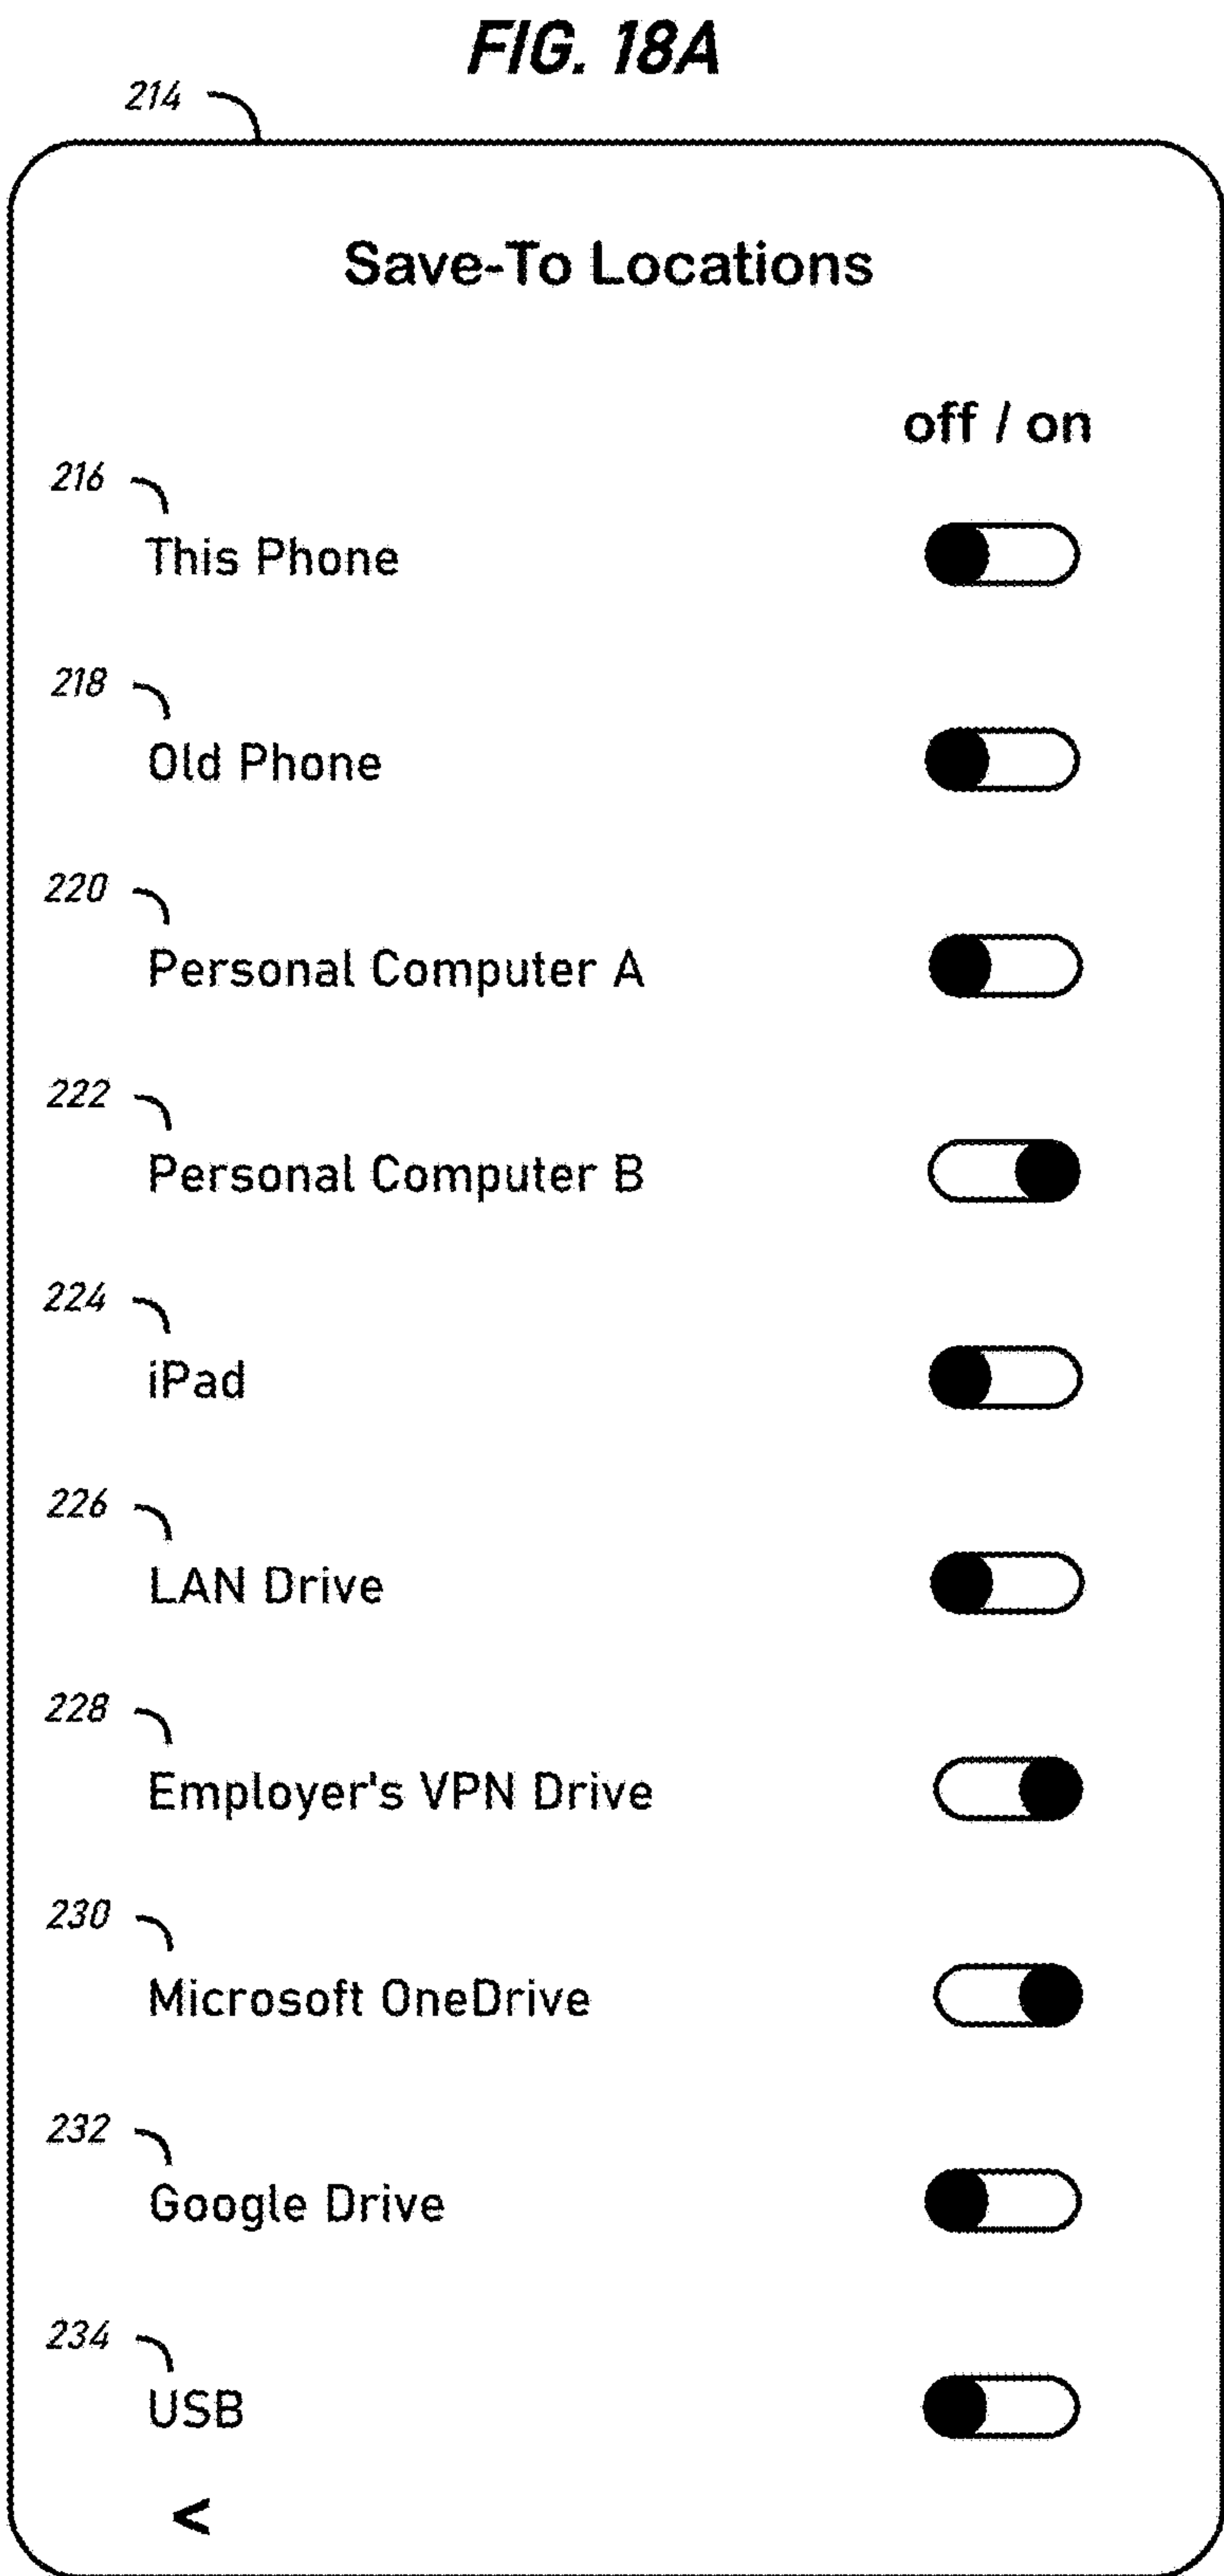 FIG. 18A
214
Save-To Locations
off / on
216
This Phone
218
Old Phone
220
Personal Computer A
222
Personal Computer B
224
iPad
226
LAN Drive
228
Employer's VPN Drive
230
Microsoft OneDrive
232
Google Drive
234
USB
<